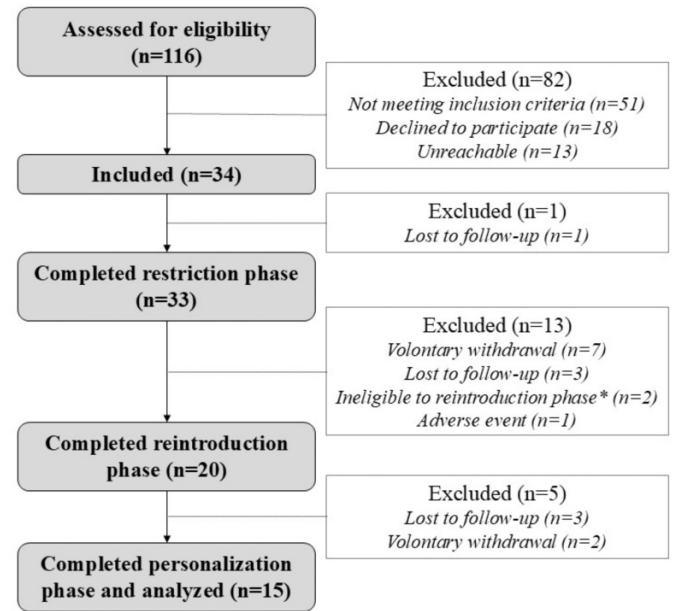 Assessed for eligibility
(n=116)
Excluded (n=82)
Not meeting inclusion criteria (n=51)
Declined to participate (n=18)
Unreachable (n=13)
Included (n=34)
Excluded (n=1)
Lost to follow-up (n=1)
Completed restriction phase
(n=33)
Excluded (n=13)
Volontary withdrawal (n=7)
Lost to follow-up (n=3)
Ineligible to reintroduction phase* (n=2)
Adverse event (n=1)
Completed reintroduction
phase (n=20)
Excluded (n=5)
Lost to follow-up (n=3)
Volontary withdrawal (n=2)
Completed personalization
phase and analyzed (n=15)